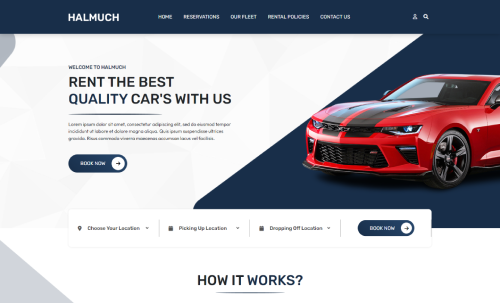 HALMUCH
HOME RESERVATIONS OUR FLEET RENTAL POLICIES CONTACT US
WELCOME TO HALMUCH
RENT THE BEST
QUALITY CAR'S WITH US
Lorem ipsum dolor sit amet, consectetur adipiscing elit, sed do eiusmod tempor
incididunt ut labore et dolore magna aliqua. Quis ipsum suspendisse ultrices
gravida. Risus commodo viverra maecenas accumsan lacus vel facilisis.
BOOK NOW
Choose Your Location Picking Up Location Dropping Off Location BOOK NOW
HOW IT WORKS?